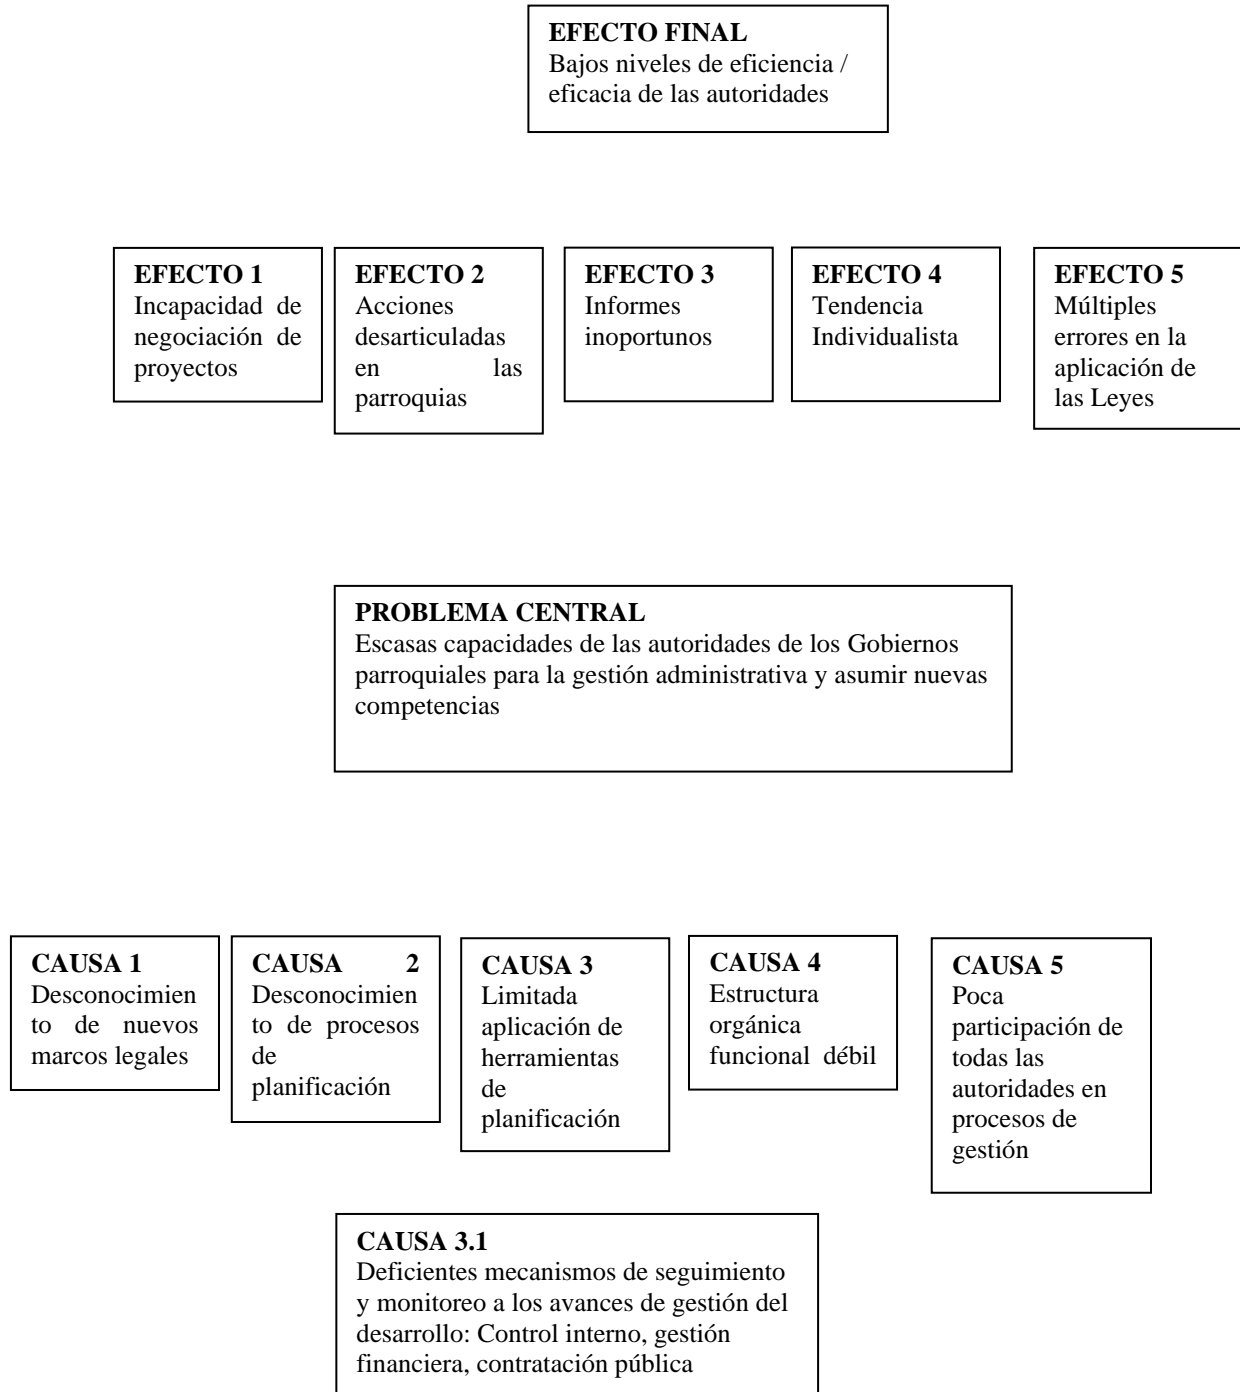 EFECTO FINAL
Bajos niveles de eficiencia /
eficacia de las autoridades
EFECTO 1
Incapacidad de
negociación de
proyectos
EFECTO 2
Acciones
desarticuladas
en las
parroquias
EFECTO 3
Informes
inoportunos
EFECTO 4
Tendencia
Individualista
EFECTO 5
Múltiples
errores en la
aplicación de
las Leyes
PROBLEMA CENTRAL
Escasas capacidades de las autoridades de los Gobiernos
parroquiales para la gestión administrativa y asumir nuevas
competencias
CAUSA 1
Desconocimien
to de nuevos
marcos legales
CAUSA 2
Desconocimien
to de procesos
de
planificación
CAUSA 3
Limitada
aplicación de
herramientas
de
planificación
CAUSA 4
Estructura
orgánica
funcional débil
CAUSA 5
Poca
participación de
todas las
autoridades en
procesos de
gestión
CAUSA 3.1
Deficientes mecanismos de seguimiento
y monitoreo a los avances de gestión del
desarrollo: Control interno, gestión
financiera, contratación pública